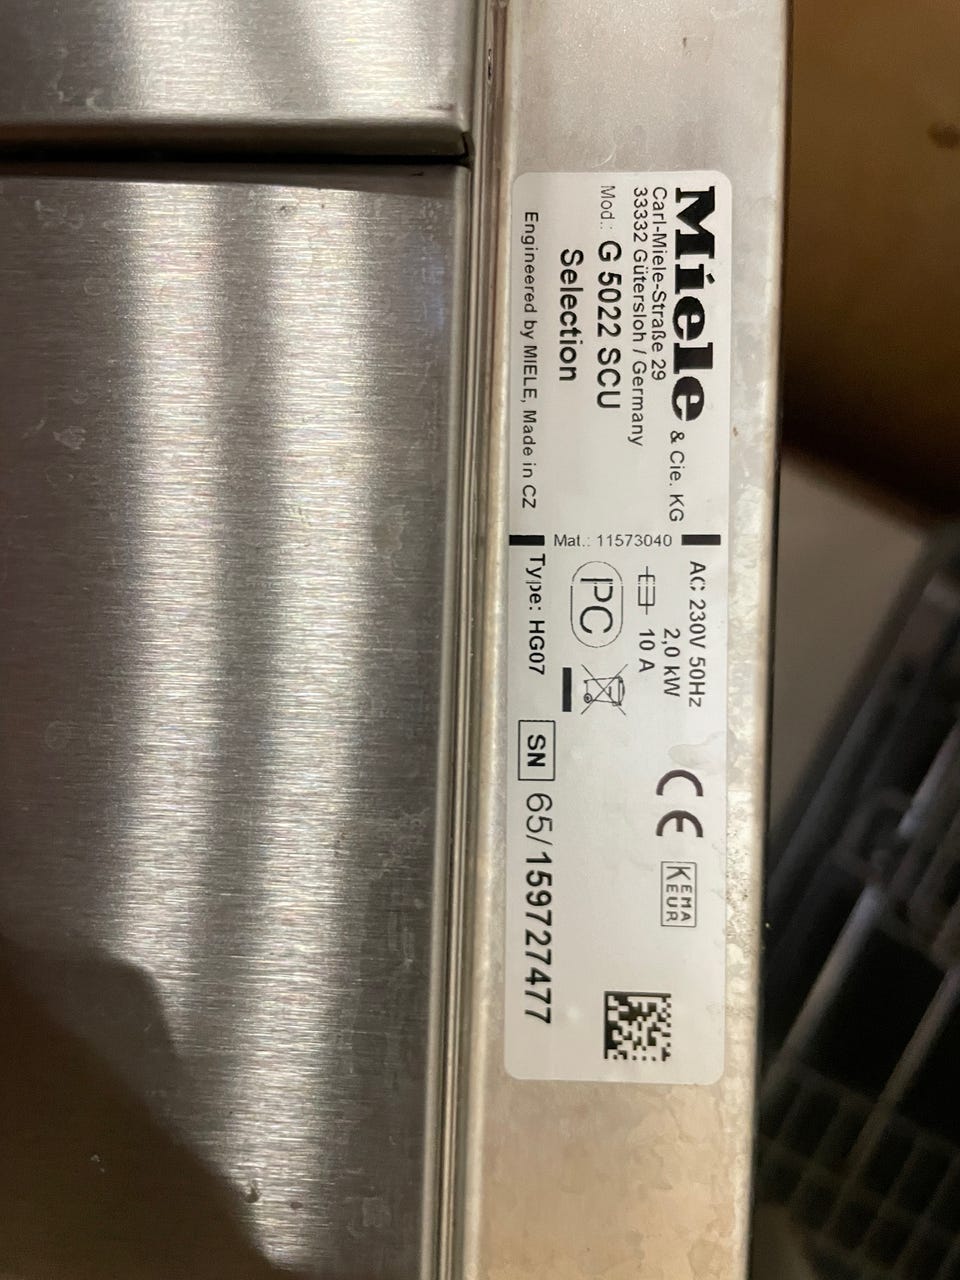 Miele & Cie. KG
Carl-Miele-Straße 29
33332 Gütersloh / Germany
Mod.: G 5022 SCU
Selection
Engineered by MIELE, Made in CZ
Mat.: 11573040
AC 230V 50Hz
2,0 kW
10 A
PC
Type: HG07
SN 65/159727477
CE
KEMA
KEUR